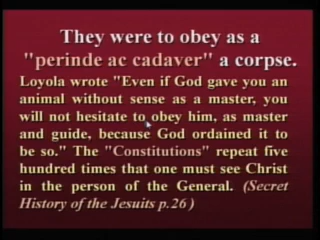 They were to obey as a
"perinde ac cadaver" a corpse.
Loyola wrote "Even if God gave you an
animal without sense as a master, you
will not hesitate to obey him, as master
and guide, because God ordained it to
be so." The "Constitutions" repeat five
hundred times that one must see Christ
in the person of the General. (Secret
History of the Jesuits p.26)